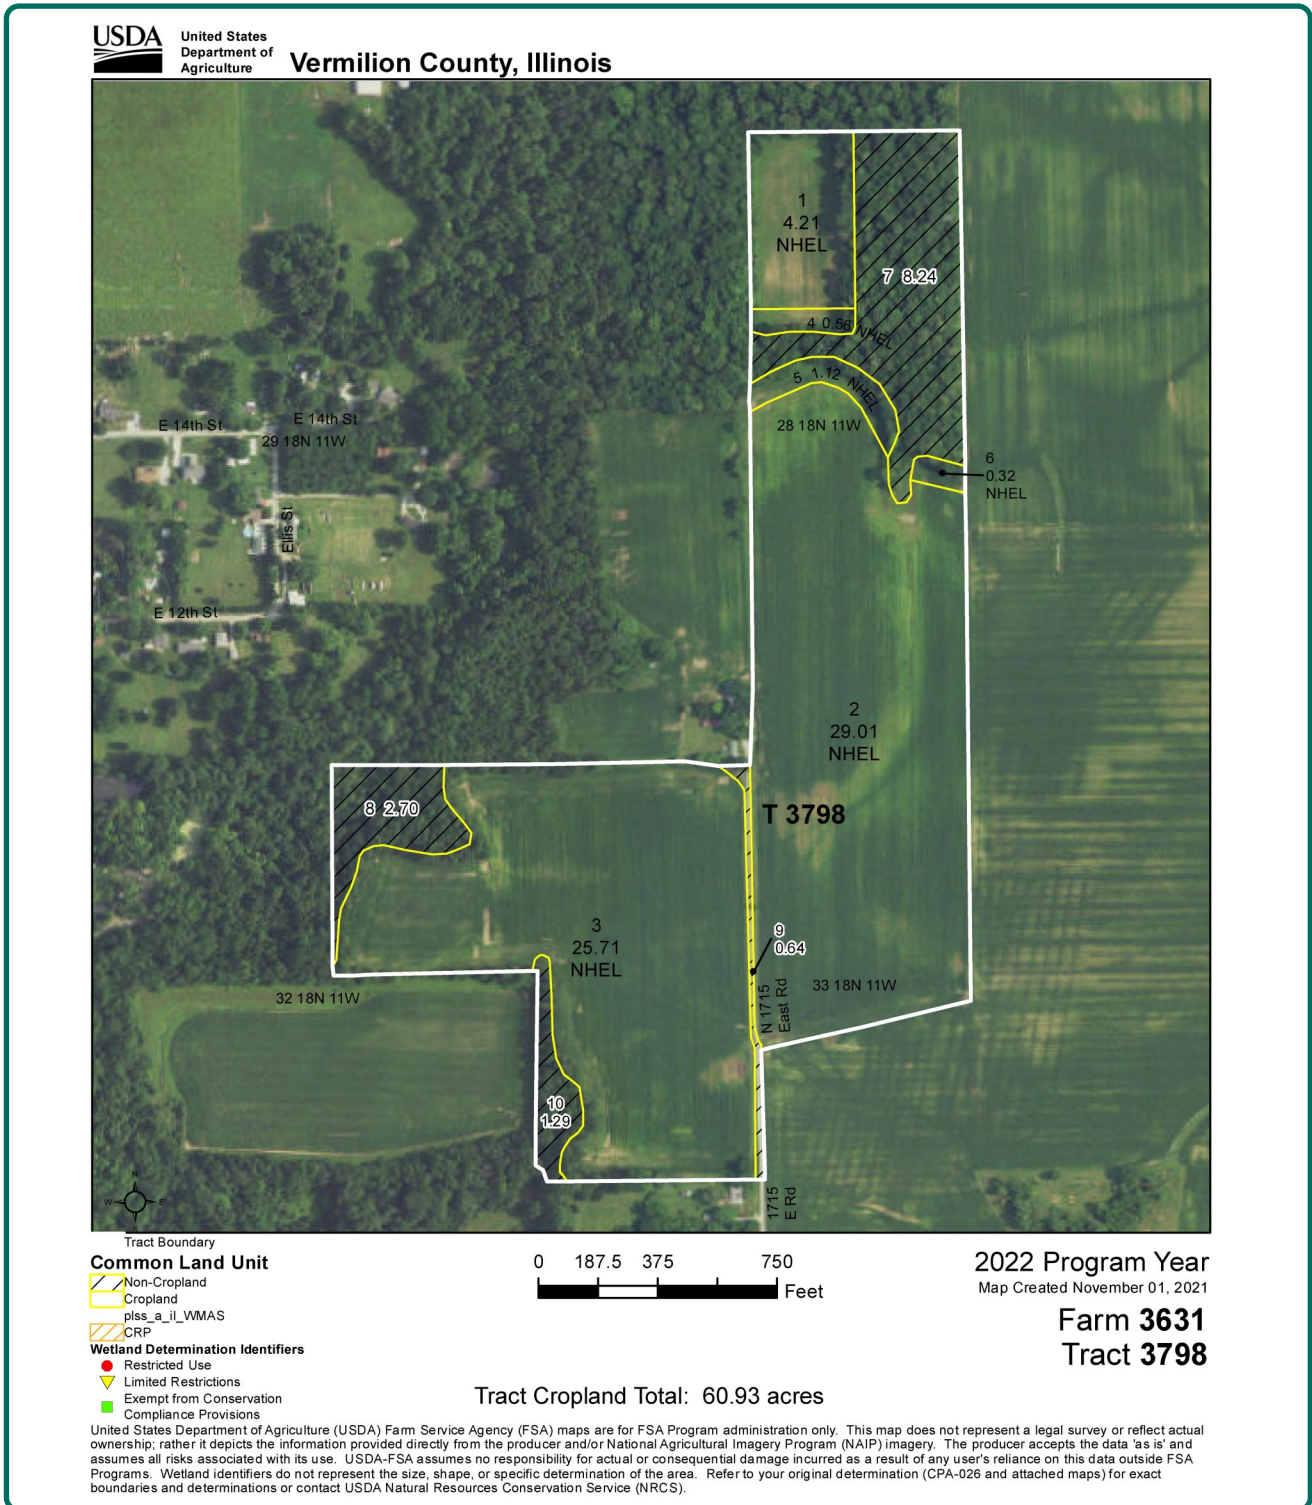 USDA
United States
Department of
Agriculture
Vermilion County, Illinois
1
4.21
NHEL
7 8.24
4 0.56 NHEL
5 1.12 NHEL
28 18N 11W
6
0.32
NHEL
E 14th St
E 14th St
29 18N 11W
Ellis St
E 12th St
2
29.01
NHEL
T 3798
8 2.70
3
25.71
NHEL
9
0.64
32 18N 11W
N 1715
East Rd
33 18N 11W
10
1.29
1715
E Rd
N
W
E
S
Tract Boundary
Common Land Unit
Non-Cropland
Cropland
plss_a_il_WMAS
CRP
Wetland Determination Identifiers
Restricted Use
Limited Restrictions
Exempt from Conservation
Compliance Provisions
0 187.5 375 750
Feet
2022 Program Year
Map Created November 01, 2021
Farm 3631
Tract 3798
Tract Cropland Total: 60.93 acres
United States Department of Agriculture (USDA) Farm Service Agency (FSA) maps are for FSA Program administration only. This map does not represent a legal survey or reflect actual
ownership; rather it depicts the information provided directly from the producer and/or National Agricultural Imagery Program (NAIP) imagery. The producer accepts the data 'as is' and
assumes all risks associated with its use. USDA-FSA assumes no responsibility for actual or consequential damage incurred as a result of any user's reliance on this data outside FSA
Programs. Wetland identifiers do not represent the size, shape, or specific determination of the area. Refer to your original determination (CPA-026 and attached maps) for exact
boundaries and determinations or contact USDA Natural Resources Conservation Service (NRCS).